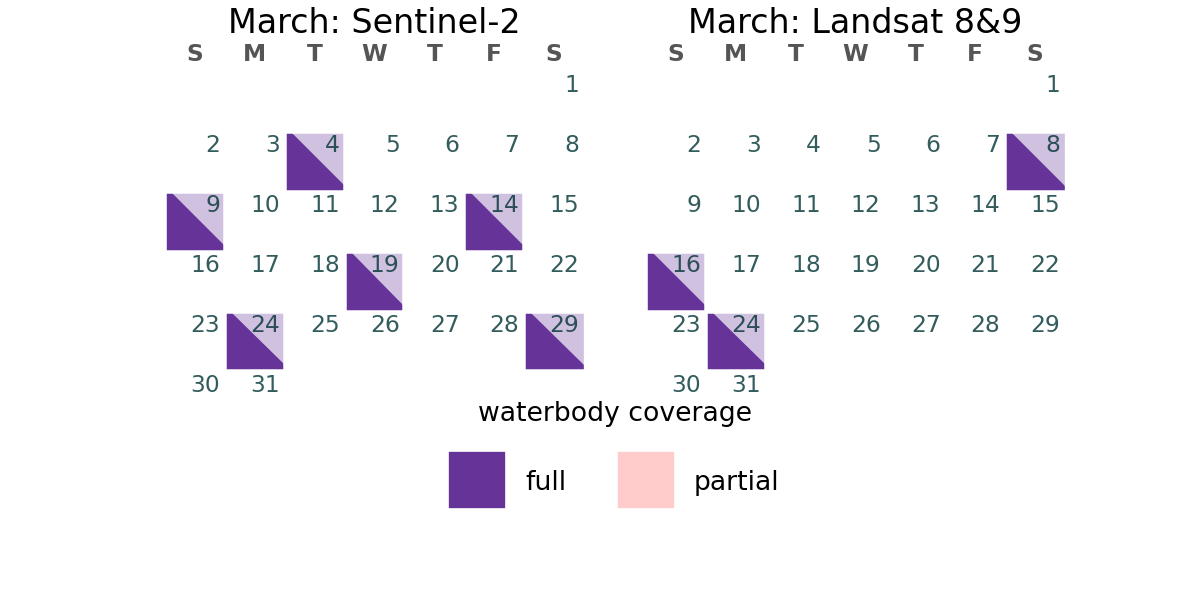 March: Sentinel-2
S M T W T F S
1
2 3 4 5 6 7 8
9 10 11 12 13 14 15
16 17 18 19 20 21 22
23 24 25 26 27 28 29
30 31
March: Landsat 8&9
S M T W T F S
1
2 3 4 5 6 7 8
9 10 11 12 13 14 15
16 17 18 19 20 21 22
23 24 25 26 27 28 29
30 31
waterbody coverage
full partial